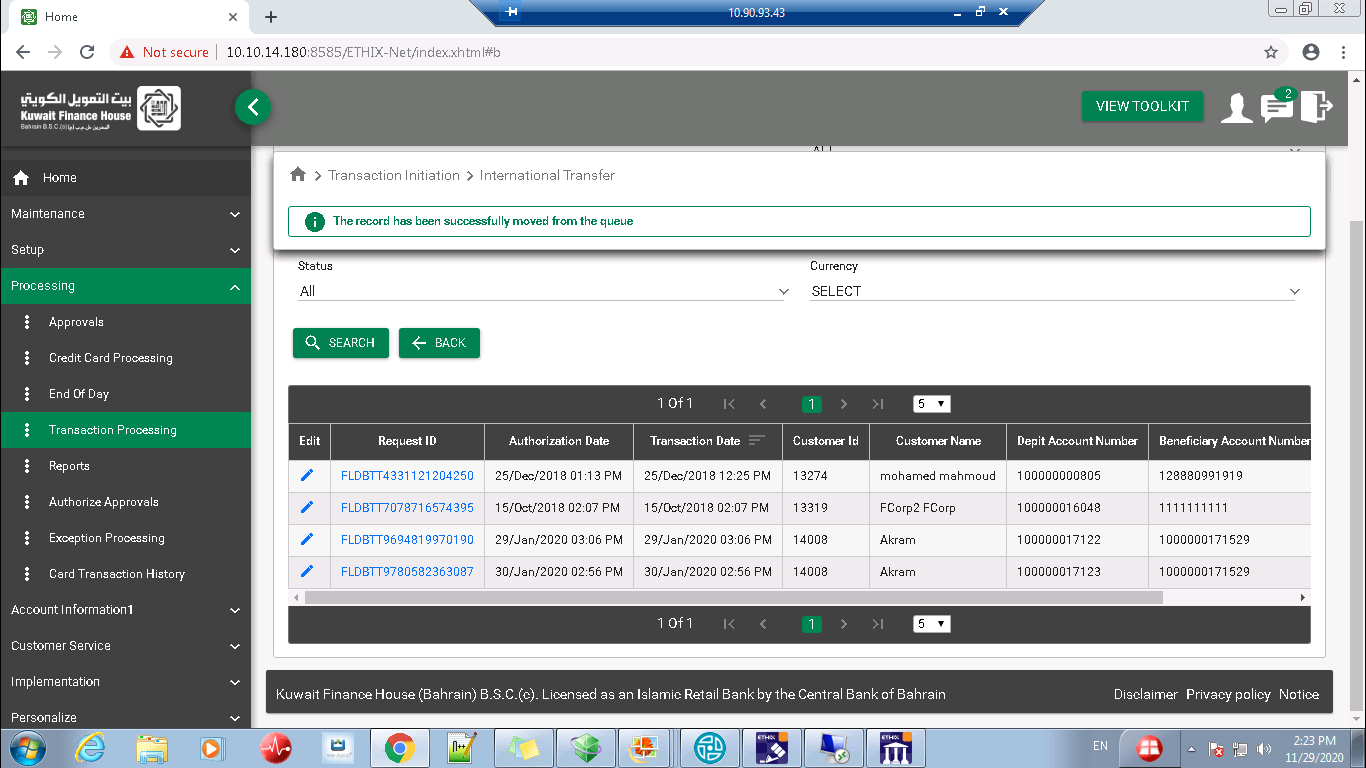 Home
10.90.93.43
Not secure
10.10.14.180:8585/ETHIX-Net/index.xhtml#b
بيت التمويل الكويتي
Kuwait Finance House
Bahrain B.S.C.(c) البحرين ش.م.ب (م)
VIEW TOOLKIT
2
ALL
Home
Maintenance
Setup
Processing
Approvals
Credit Card Processing
End Of Day
Transaction Processing
Reports
Authorize Approvals
Exception Processing
Card Transaction History
Account Information1
Customer Service
Implementation
Personalize
Transaction Initiation > International Transfer
The record has been successfully moved from the queue
Status Currency
All SELECT
SEARCH BACK
1 Of 1 1 5
Edit Request ID Authorization Date Transaction Date Customer Id Customer Name Depit Account Number Beneficiary Account Number
FLDBTT4331121204250 25/Dec/2018 01:13 PM 25/Dec/2018 12:25 PM 13274 mohamed mahmoud 100000000805 128880991919
FLDBTT7078716574395 15/Oct/2018 02:07 PM 15/Oct/2018 02:07 PM 13319 FCorp2 FCorp 100000016048 1111111111
FLDBTT9694819970190 29/Jan/2020 03:06 PM 29/Jan/2020 03:06 PM 14008 Akram 100000017122 1000000171529
FLDBTT9780582363087 30/Jan/2020 02:56 PM 30/Jan/2020 02:56 PM 14008 Akram 100000017123 1000000171529
1 Of 1 1 5
Kuwait Finance House (Bahrain) B.S.C.(c). Licensed as an Islamic Retail Bank by the Central Bank of Bahrain Disclaimer Privacy policy Notice
ETHIX
ETHIX
EN
2:23 PM
11/29/2020